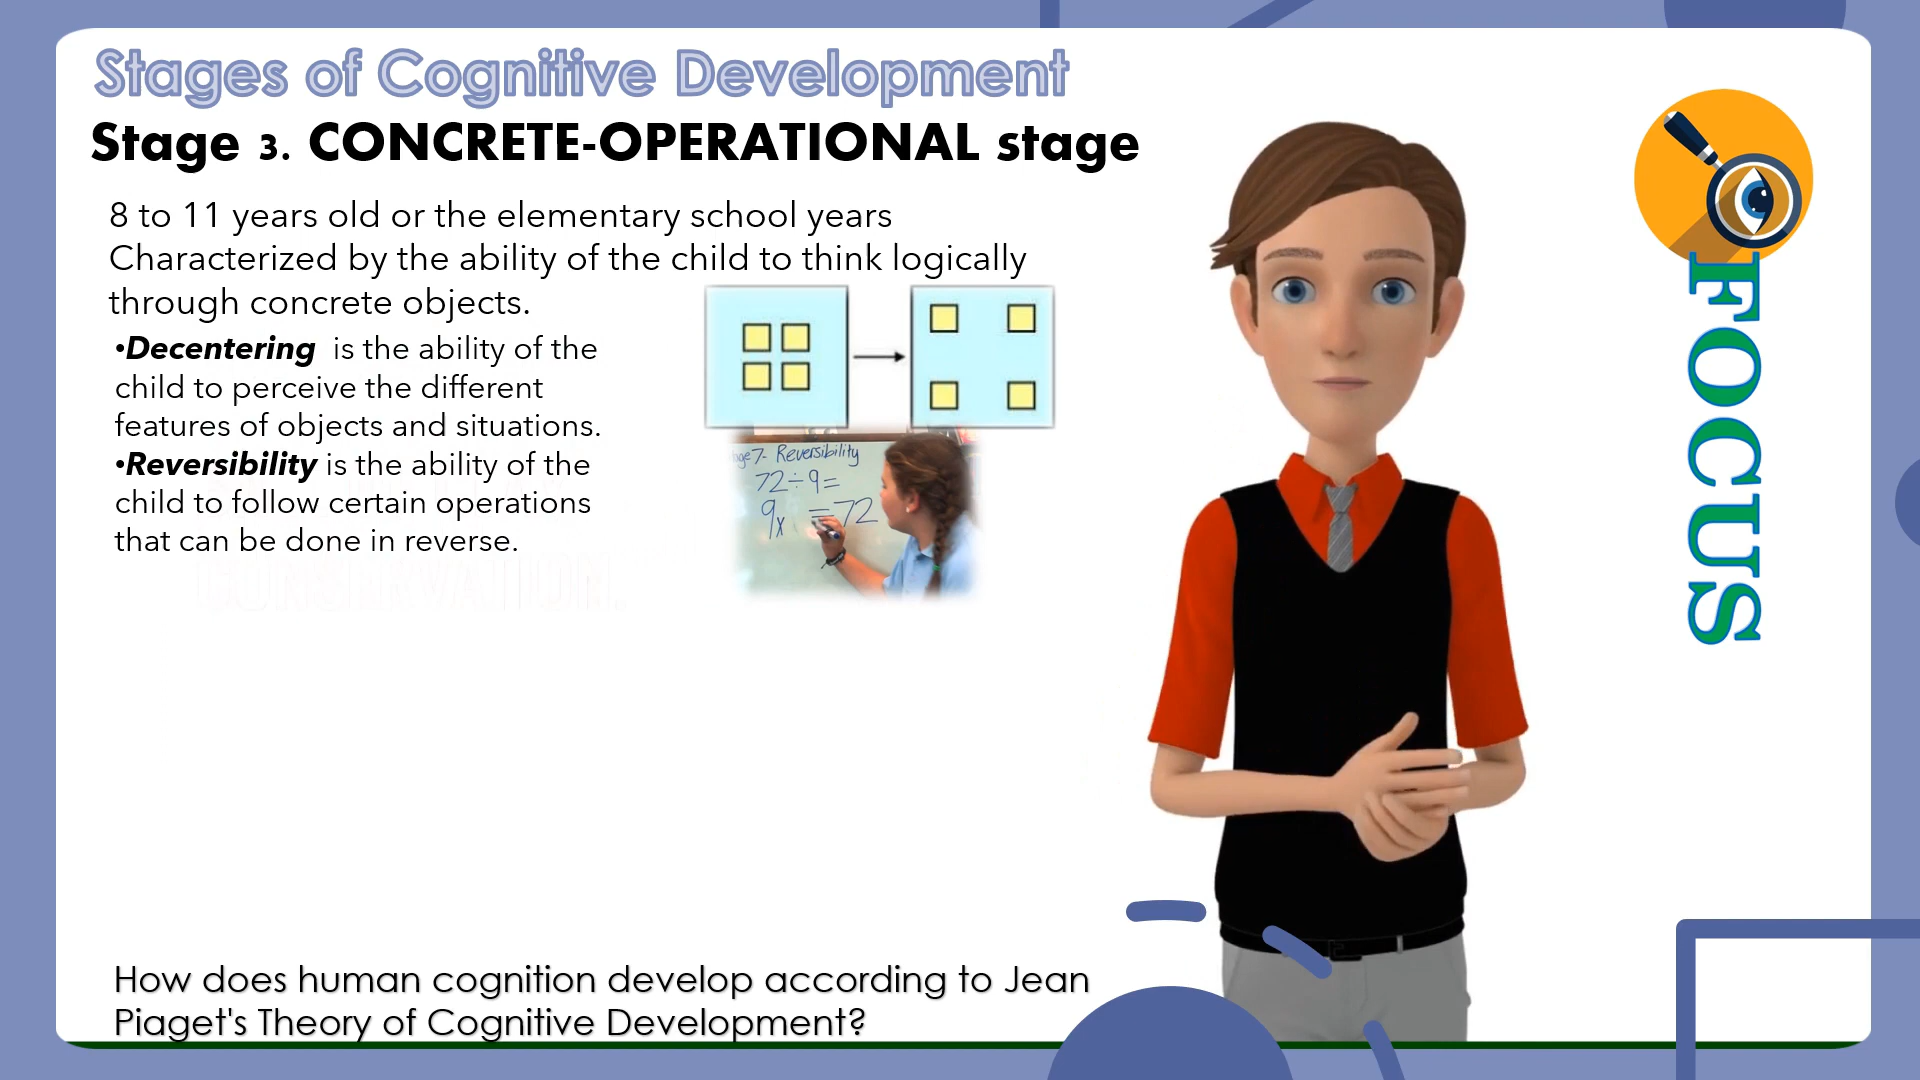 Stages of Cognitive Development
Stage 3. CONCRETE-OPERATIONAL stage
8 to 11 years old or the elementary school years
Characterized by the ability of the child to think logically
through concrete objects.
•Decentering is the ability of the
child to perceive the different
features of objects and situations.
•Reversibility is the ability of the
child to follow certain operations
that can be done in reverse.
CONSERVATION.
7- Reversibility
72÷9=
9x =72
FOCUS
How does human cognition develop according to Jean
Piaget's Theory of Cognitive Development?